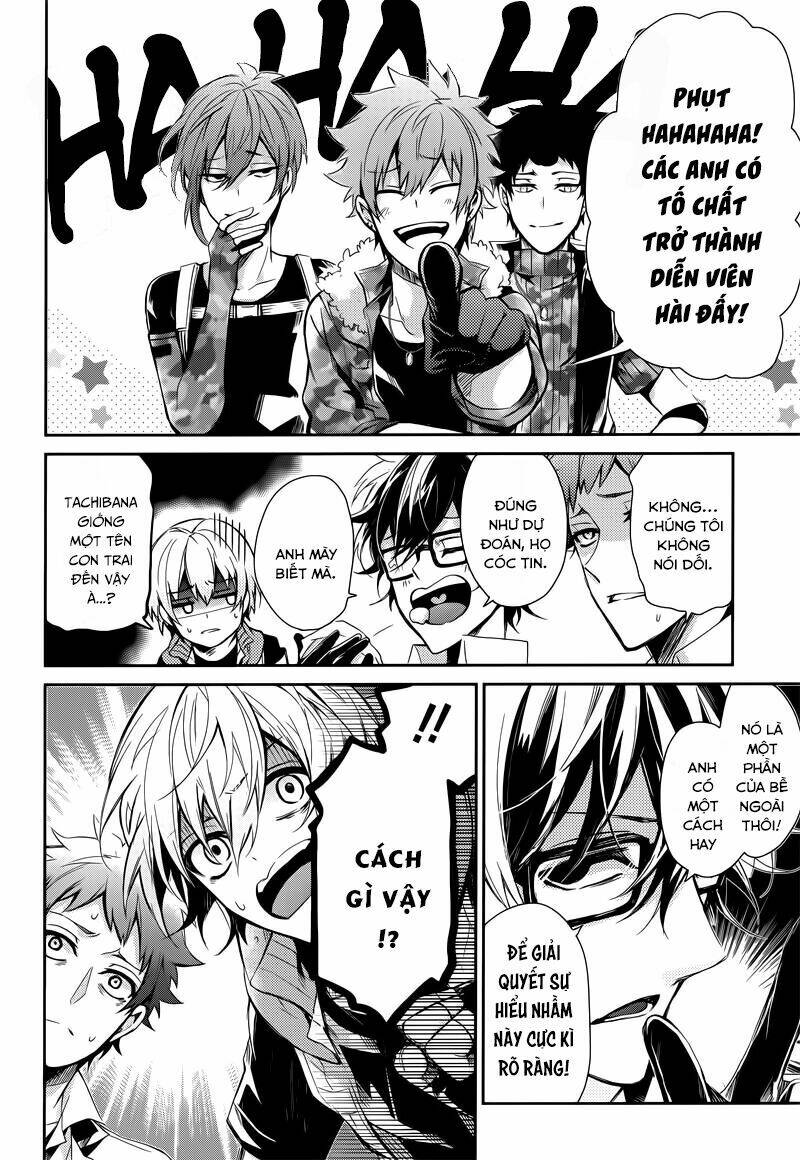 HA HA HA
PHỤT
HAHAHAHA!
CÁC ANH CÓ
TỐ CHẤT
TRỞ THÀNH
DIỄN VIÊN
HÀI ĐẤY!
KHÔNG...
CHÚNG TÔI
KHÔNG
NÓI DỐI.
ĐÚNG
NHƯ DỰ
ĐOÁN, HỌ
CÓC TIN.
ANH MÀY
BIẾT MÀ.
TACHIBANA
GIỐNG
MỘT TÊN
CON TRAI
ĐẾN VẬY
À...?
NÓ LÀ
MỘT
PHẦN
CỦA BỀ
NGOÀI
THÔI!
ANH
CÓ MỘT
CÁCH HAY
ĐỂ GIẢI
QUYẾT SỰ
HIỂU NHẦM
NÀY CỰC KÌ
RÕ RÀNG!
!!
CÁCH
GÌ VẬY
!?